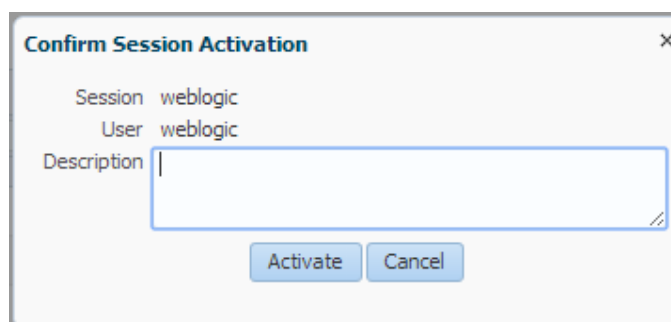 Confirm Session Activation
Session weblogic
User weblogic
Description
Activate Cancel